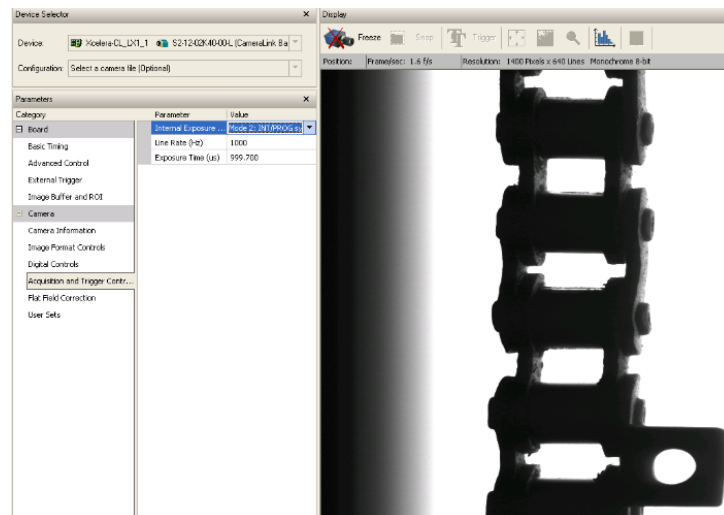 Device Selector
Device: Xcelera-CL_LX1_1 S2-12-02K40-00-L (CameraLink Ba
Configuration: Select a camera file (Optional)
Parameters
Category
Board
Basic Timing
Advanced Control
External Trigger
Image Buffer and ROI
Camera
Camera Information
Image Format Controls
Digital Controls
Acquisition and Trigger Contr...
Flat Field Correction
User Sets
Parameter Value
Internal Exposure ... Mode 2: INT/PROG sy
Line Rate (Hz) 1000
Exposure Time (us) 999.700
Display
Freeze Snap Trigger
Position: Frame/sec: 1.6 f/s Resolution: 1400 Pixels x 640 Lines Monochrome 8-bit